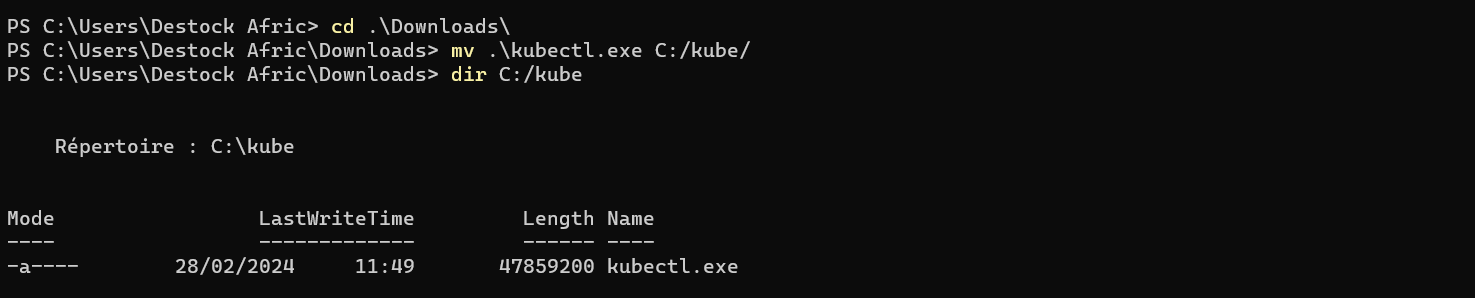 PS C:\Users\Destock Afric> cd .\Downloads\
PS C:\Users\Destock Afric\Downloads> mv .\kubectl.exe C:/kube/
PS C:\Users\Destock Afric\Downloads> dir C:/kube
Répertoire : C:\kube
Mode LastWriteTime Length Name
---- ------------- ------ ----
-a---- 28/02/2024 11:49 47859200 kubectl.exe